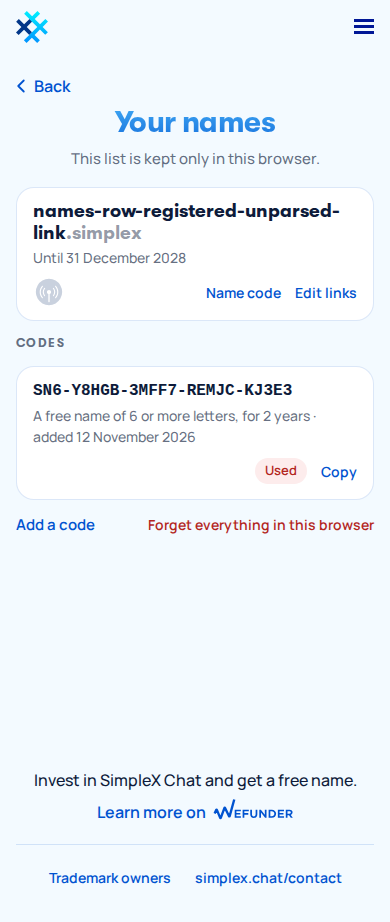 Back
Your names
This list is kept only in this browser.
names-row-registered-unparsed-
link.simplex
Until 31 December 2028
Name code Edit links
CODES
SN6-Y8HGB-3MFF7-REMJC-KJ3E3
A free name of 6 or more letters, for 2 years ·
added 12 November 2026
Used Copy
Add a code Forget everything in this browser
Invest in SimpleX Chat and get a free name.
Learn more on WEFUNDER
Trademark owners simplex.chat/contact